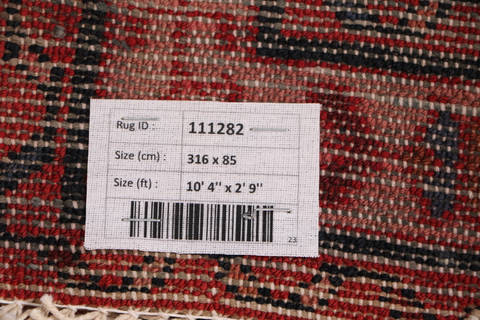 Rug ID : 111282
Size (cm) : 316 x 85
Size (ft) : 10' 4'' x 2' 9''
23